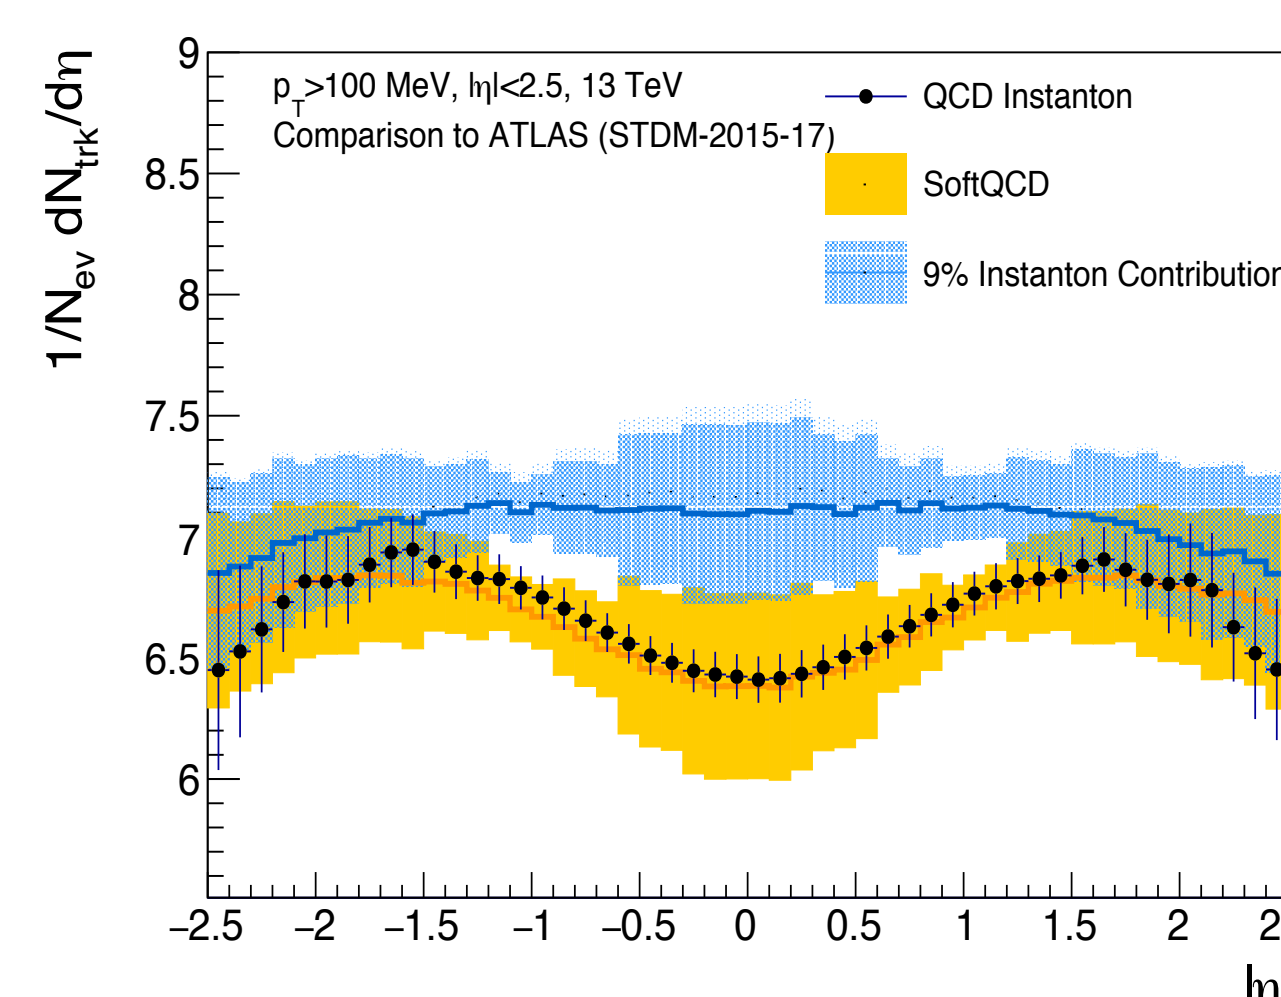 1/N_ev dN_trk/dη
9
8.5
8
7.5
7
6.5
6
p_T>100 MeV, |η|<2.5, 13 TeV
Comparison to ATLAS (STDM-2015-17)
QCD Instanton
SoftQCD
9% Instanton Contribution
−2.5 −2 −1.5 −1 −0.5 0 0.5 1 1.5 2 2
|η